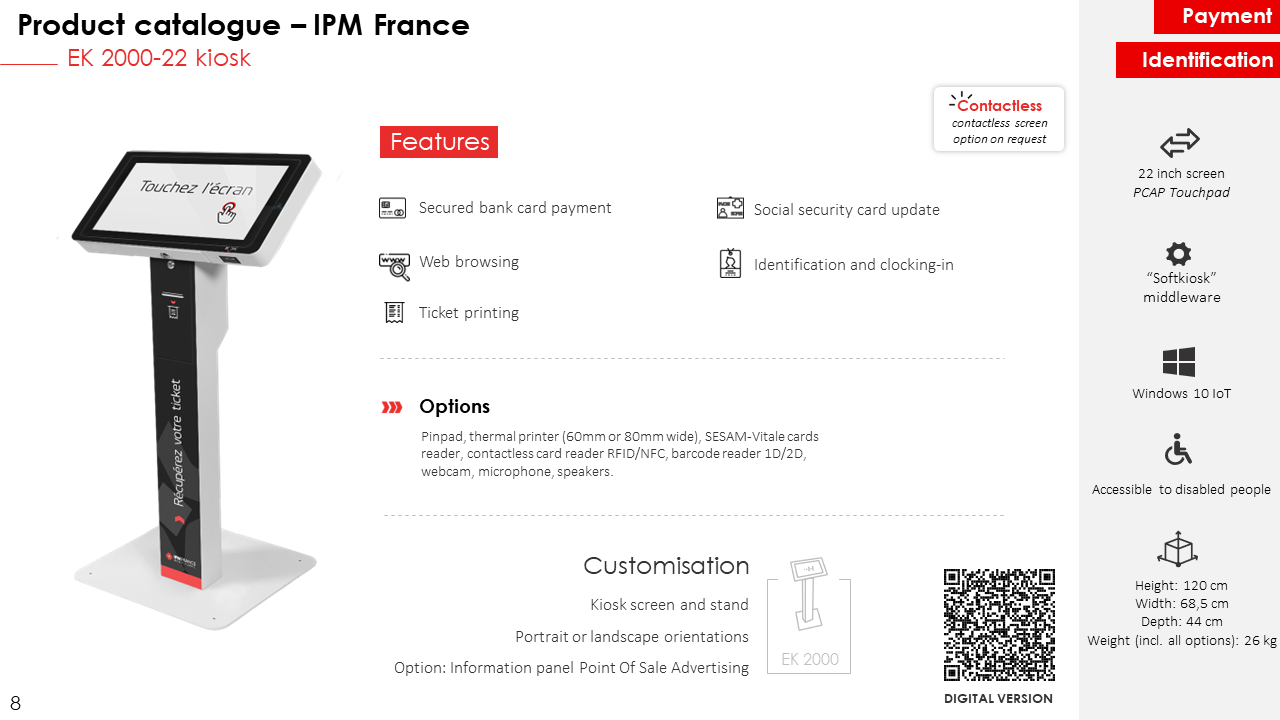 Product catalogue – IPM France
EK 2000-22 kiosk
Payment
Identification
Contactless
contactless screen
option on request
Features
Touchez l'écran
Récupérez votre ticket
IPMFRANCE
Secured bank card payment
Social security card update
WWW
Web browsing
Identification and clocking-in
Ticket printing
Options
Pinpad, thermal printer (60mm or 80mm wide), SESAM-Vitale cards
reader, contactless card reader RFID/NFC, barcode reader 1D/2D,
webcam, microphone, speakers.
Customisation
Kiosk screen and stand
Portrait or landscape orientations
Option: Information panel Point Of Sale Advertising
EK 2000
DIGITAL VERSION
22 inch screen
PCAP Touchpad
“Softkiosk”
middleware
Windows 10 IoT
Accessible to disabled people
Height: 120 cm
Width: 68,5 cm
Depth: 44 cm
Weight (incl. all options): 26 kg
8